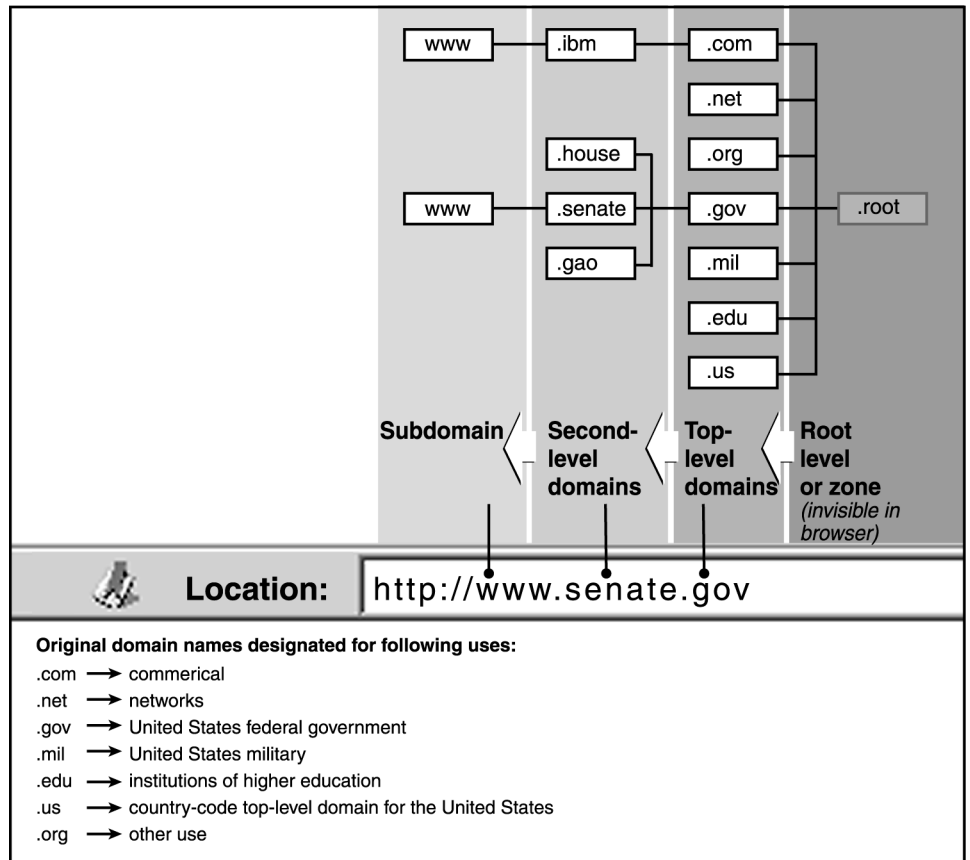 www .ibm .com
.net
.house .org
www .senate .gov .root
.gao .mil
.edu
.us
Subdomain
Second-
level
domains
Top-
level
domains
Root
level
or zone
(invisible in
browser)
Location: http://www.senate.gov
Original domain names designated for following uses:
.com → commerical
.net → networks
.gov → United States federal government
.mil → United States military
.edu → institutions of higher education
.us → country-code top-level domain for the United States
.org → other use